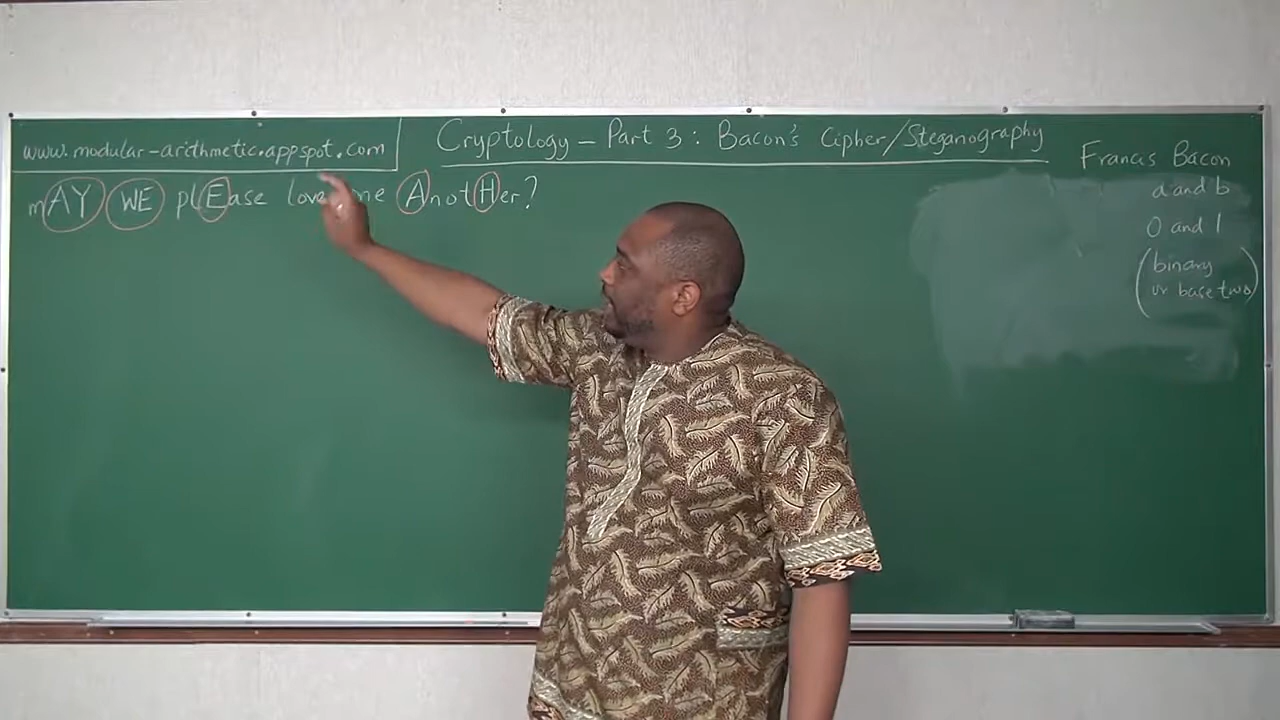 www.modular-arithmetic.appspot.com
Cryptology - Part 3: Bacon's Cipher/Steganography
mAY WE plEase love me AnotHer?
Francis Bacon
a and b
0 and 1
(binary
or base two)